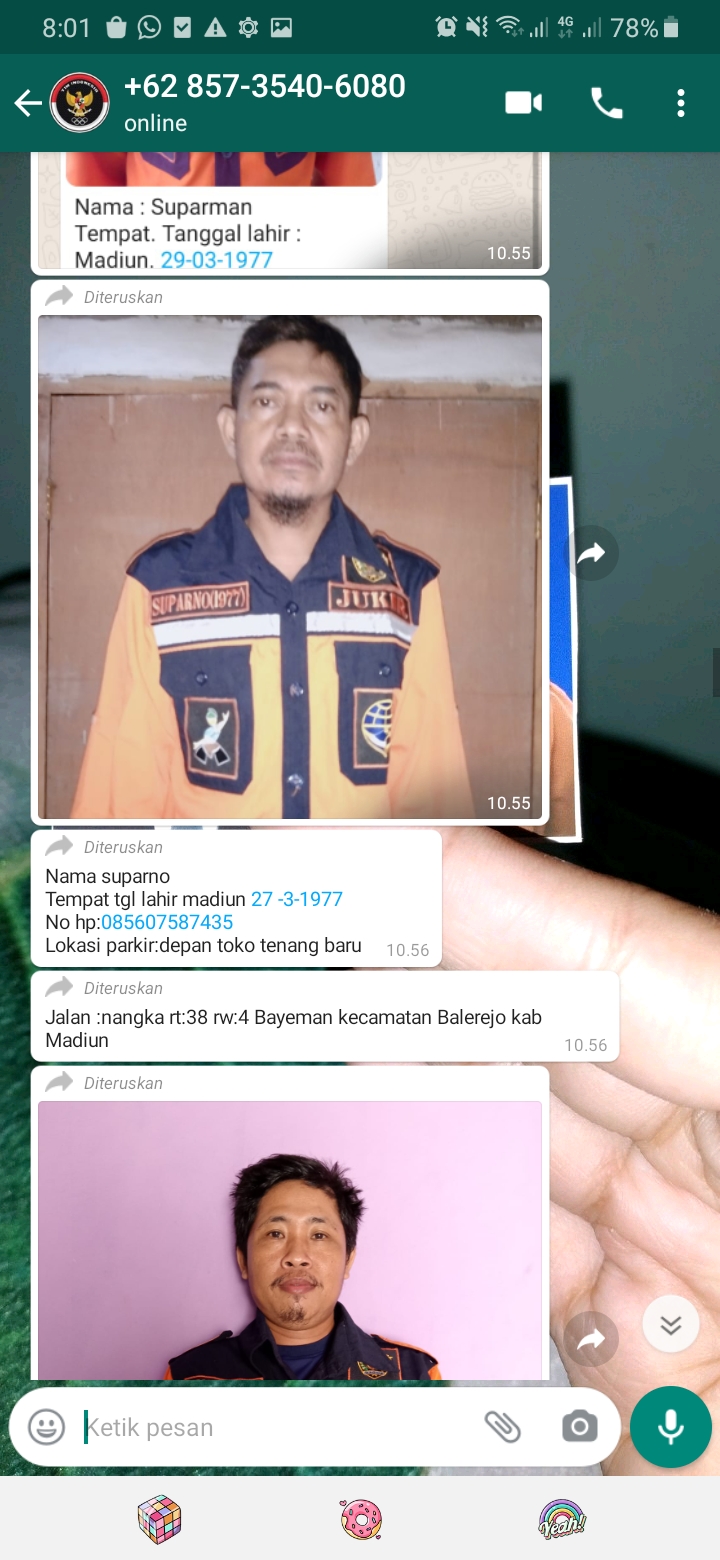 8:01
4G
78%
+62 857-3540-6080
online
Nama : Suparman
Tempat. Tanggal lahir :
Madiun. 29-03-1977
10.55
Diteruskan
SUPARNO(1977)
10.55
Diteruskan
Nama suparno
Tempat tgl lahir madiun 27 -3-1977
No hp:085607587435
Lokasi parkir:depan toko tenang baru
10.56
Diteruskan
Jalan :nangka rt:38 rw:4 Bayeman kecamatan Balerejo kab
Madiun
10.56
Diteruskan
Ketik pesan
Yeah!!